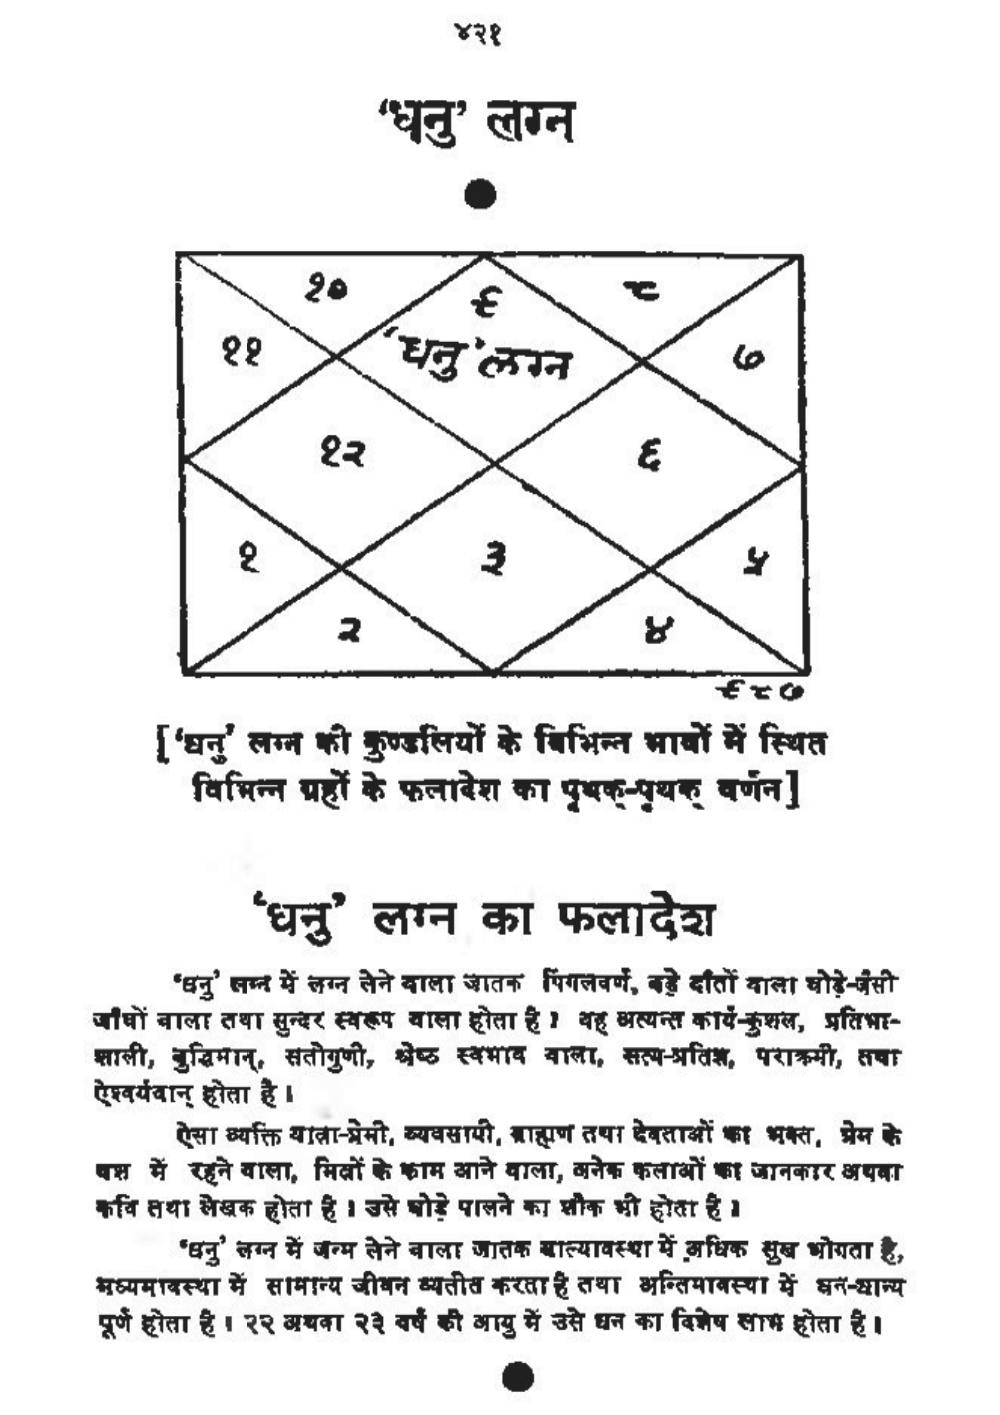 ४२१
‘धनु’ लग्न
१० ९ ८
११ ‘धनु’ लग्न ७
१२ ६
१ ३ ५
२ ४
९८७
[‘धनु’ लग्न की कुण्डलियों के विभिन्न भावों में स्थित
विभिन्न ग्रहों के फलादेश का पृथक्-पृथक् वर्णन]
‘धनु’ लग्न का फलादेश
‘धनु’ लग्न में लग्न लेने वाला जातक पिंगलवर्ण, बड़े दाँतों वाला घोड़े-जैसी
जाँघों वाला तथा सुन्दर स्वरूप वाला होता है। वह अत्यन्त कार्य-कुशल, प्रतिभा-
शाली, बुद्धिमान्, सतोगुणी, श्रेष्ठ स्वभाव वाला, सत्य-प्रतिज्ञ, पराक्रमी, तथा
ऐश्वर्यवान् होता है।
ऐसा व्यक्ति यात्रा-प्रेमी, व्यवसायी, ब्राह्मण तथा देवताओं का भक्त, प्रेम के
वश में रहने वाला, मित्रों के काम आने वाला, अनेक कलाओं का जानकार अथवा
कवि तथा लेखक होता है। उसे घोड़े पालने का शौक भी होता है।
‘धनु’ लग्न में जन्म लेने वाला जातक बाल्यावस्था में अधिक सुख भोगता है,
मध्यमावस्था में सामान्य जीवन व्यतीत करता है तथा अन्तिमावस्था में धन-धान्य
पूर्ण होता है। २२ अथवा २३ वर्ष की आयु में उसे धन का विशेष लाभ होता है।